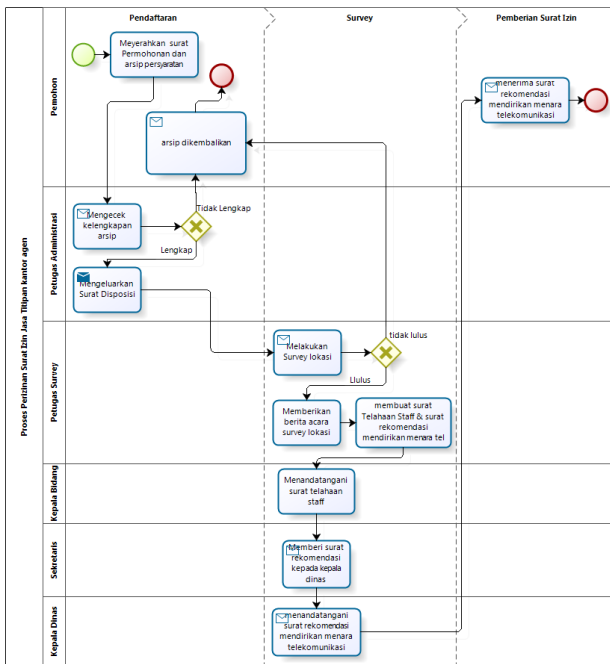 Proses Perizinan Surat Izin Jasa Titipan kantor agen
Pendaftaran
Survey
Pemberian Surat Izin
Pemohon
Meyerahkan surat
Permohonan dan
arsip persyaratan
arsip dikembalikan
menerima surat
rekomendasi
mendirikan menara
telekomunikasi
Petugas Administrasi
Mengecek
kelengkapan
arsip
Tidak Lengkap
Lengkap
Mengeluarkan
Surat Disposisi
Petugas Surrey
Melakukan
Survey lokasi
tidak lulus
Llulus
Memberikan
berita acara
survey lokasi
membuat surat
Telahaan Staff & surat
rekomendasi
mendirikan menara tel
Kepala Bidang
Menandatangani
surat telahaan
staff
Sekretaris
Memberi surat
rekomendasi
kepada kepala
dinas
Kepala Dinas
menandatangani
surat rekomendasi
mendirikan menara
telekomunikasi